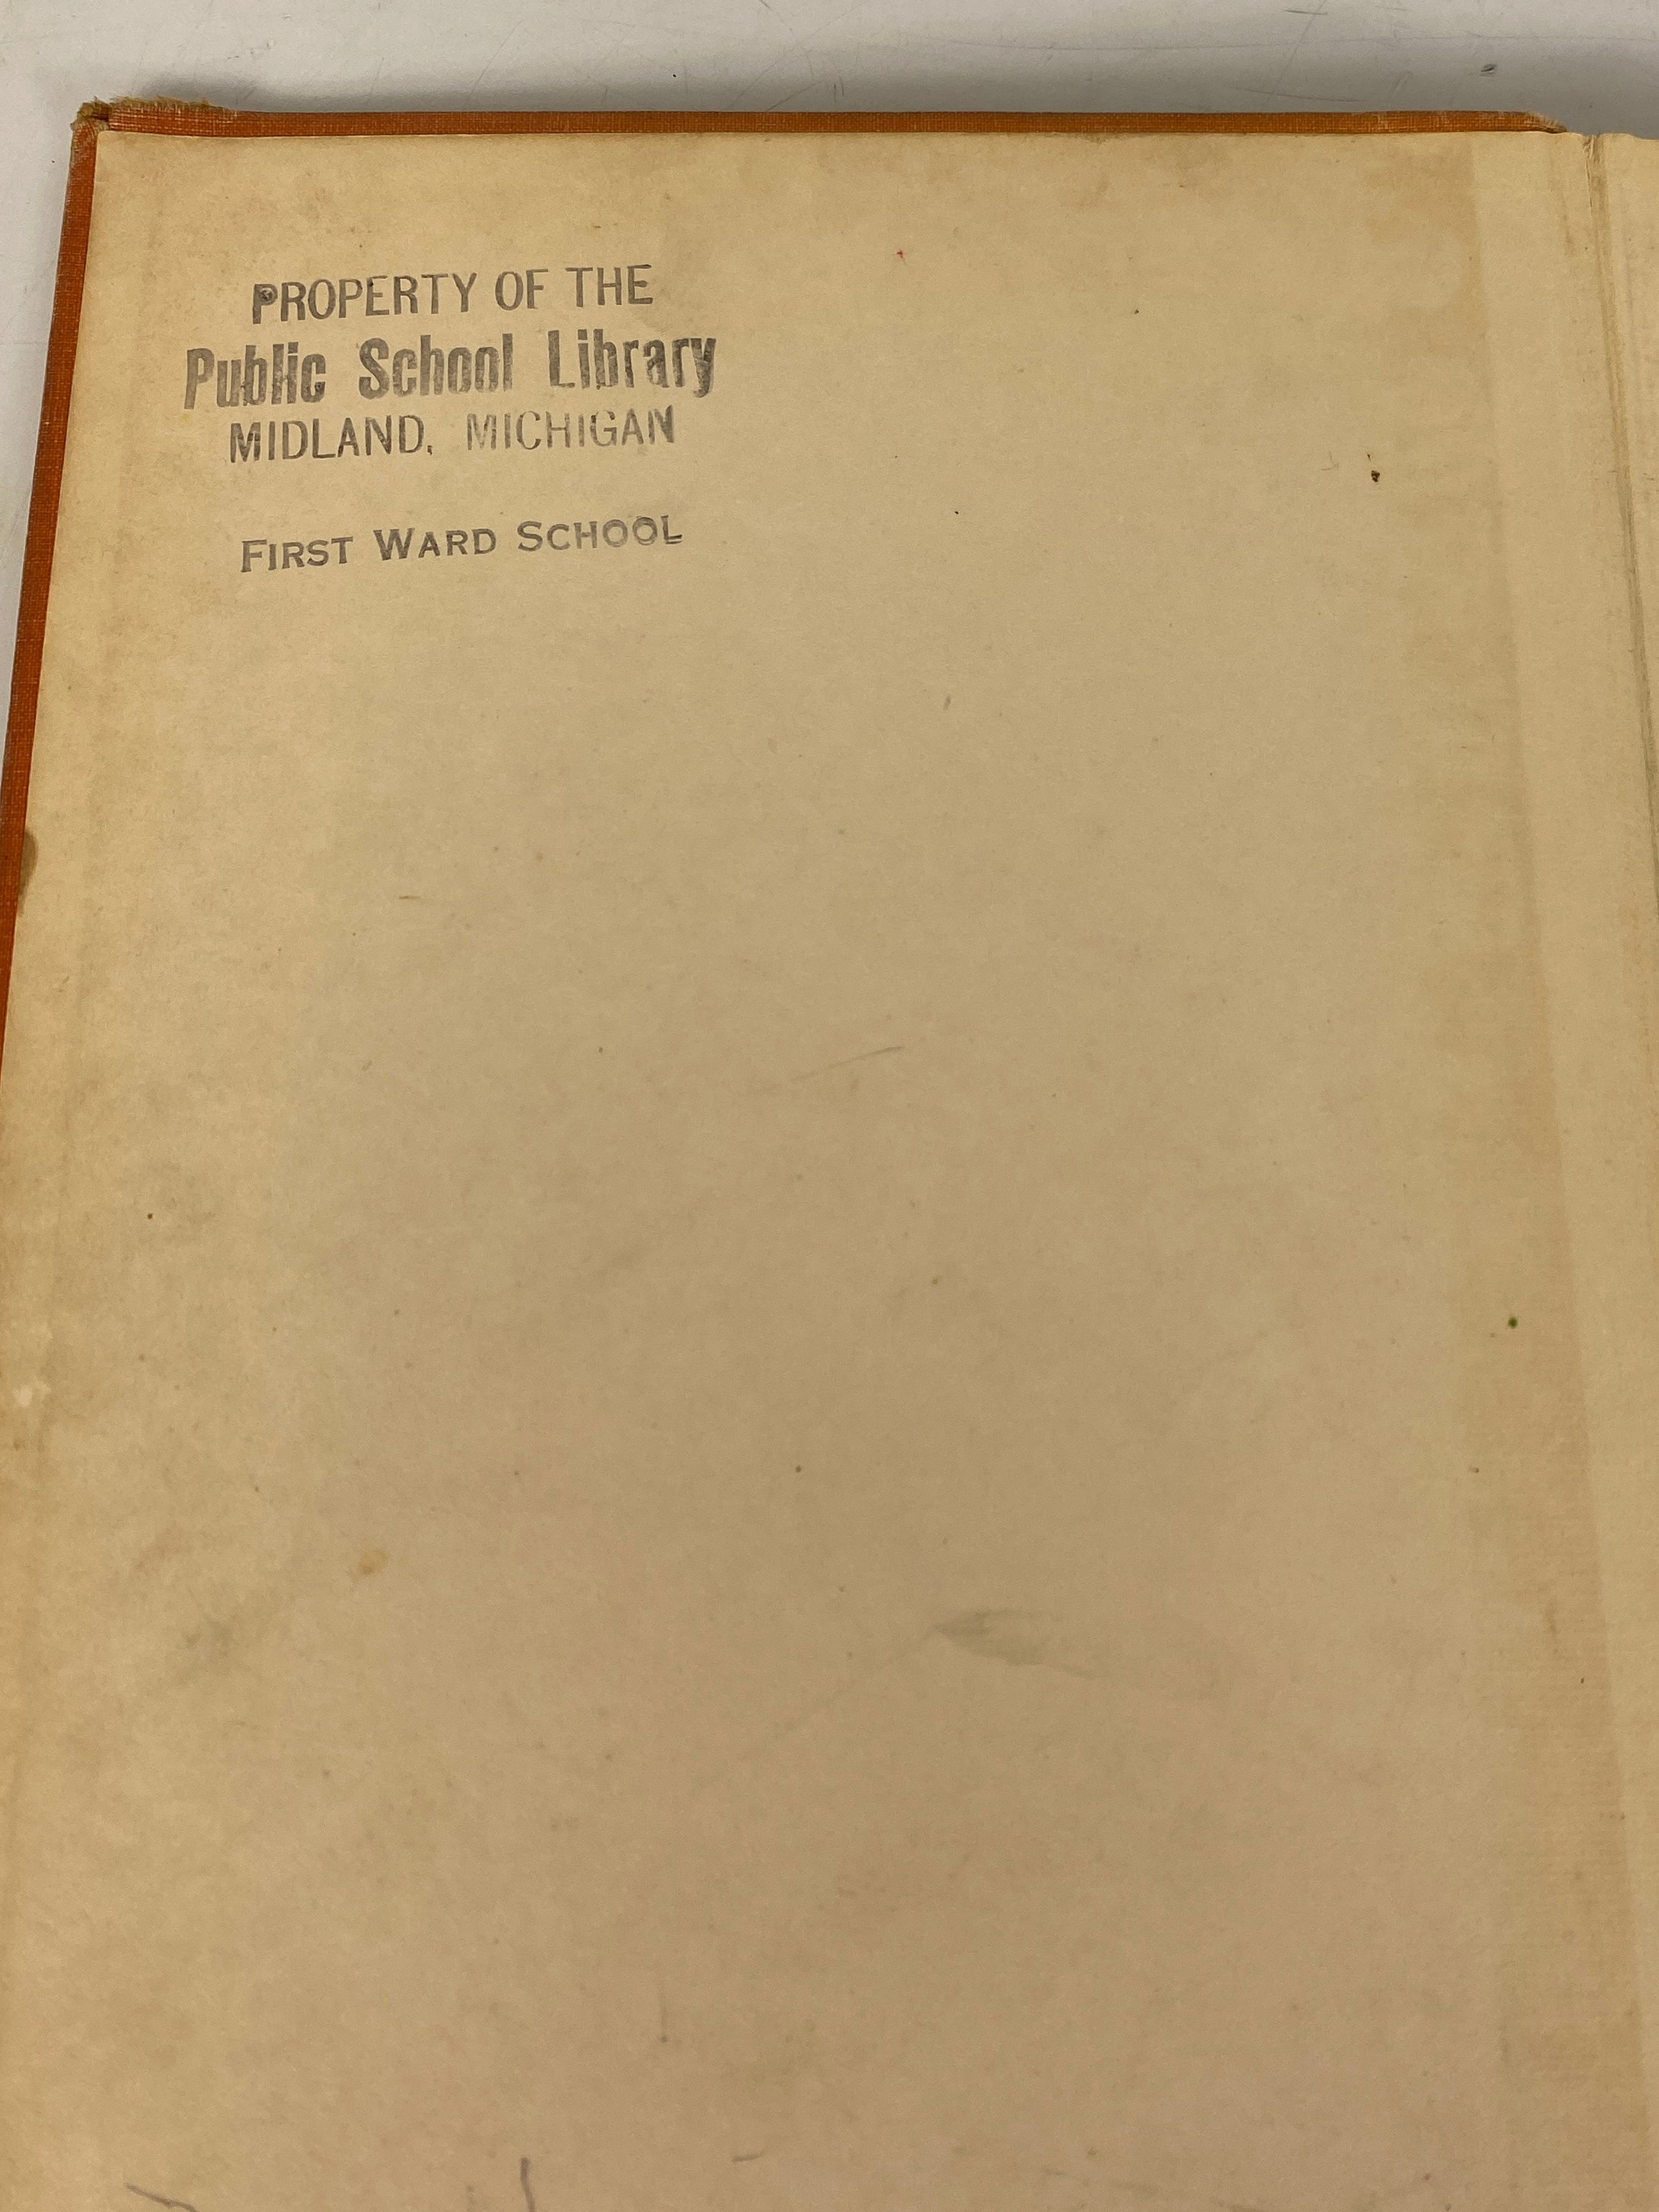 PROPERTY OF THE
Public School Library
MIDLAND, MICHIGAN
FIRST WARD SCHOOL